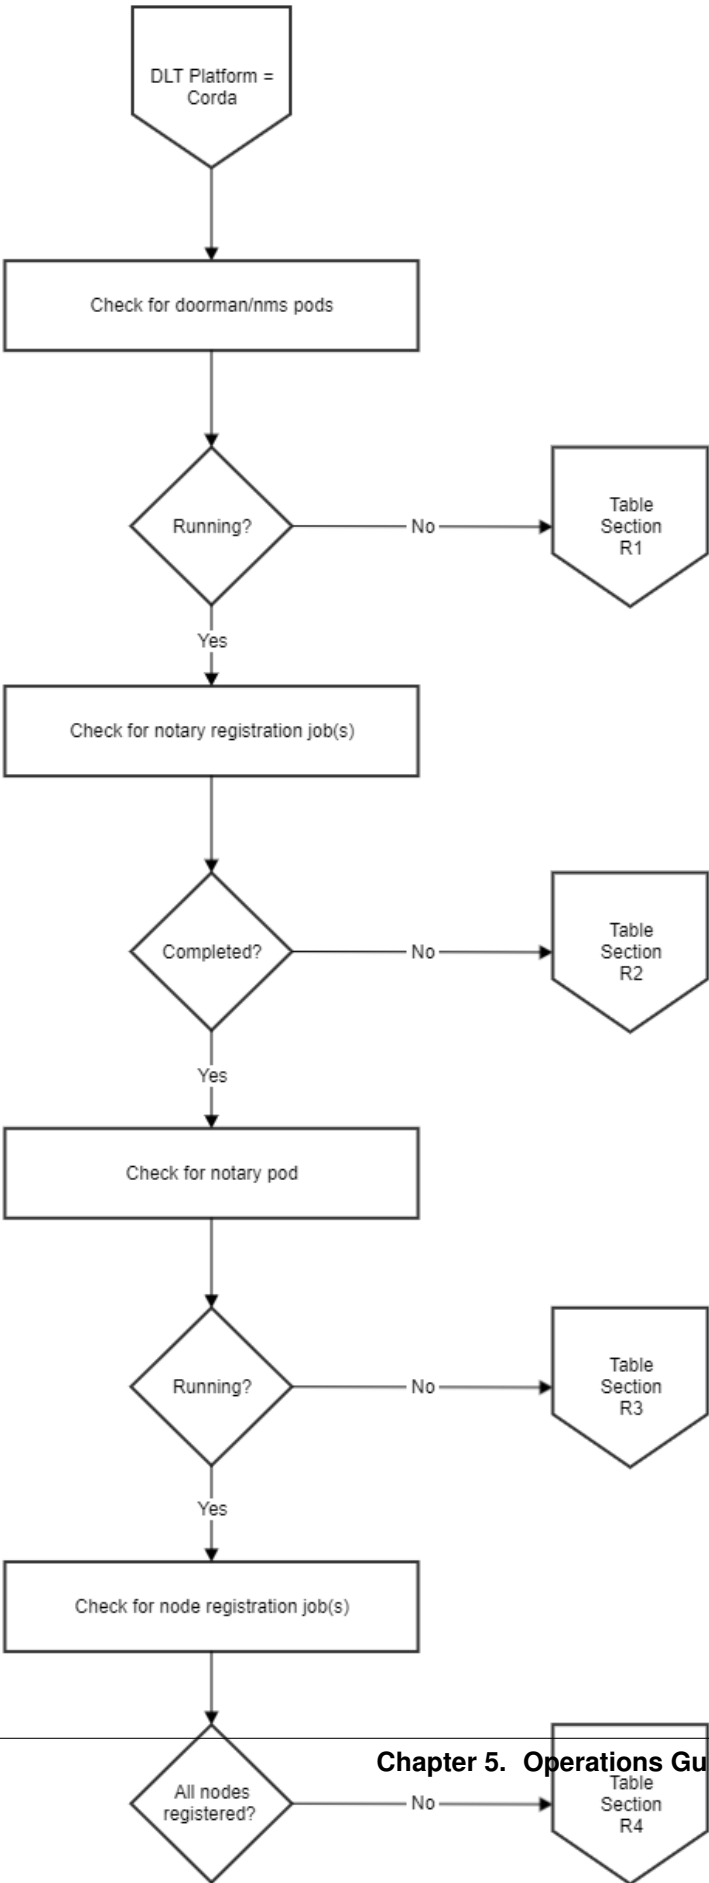 DLT Platform =
Corda
Check for doorman/nms pods
Running?
No
Table
Section
R1
Yes
Check for notary registration job(s)
Completed?
No
Table
Section
R2
Yes
Check for notary pod
Running?
No
Table
Section
R3
Yes
Check for node registration job(s)
Chapter 5. Operations Gu
All nodes
registered?
No
Table
Section
R4